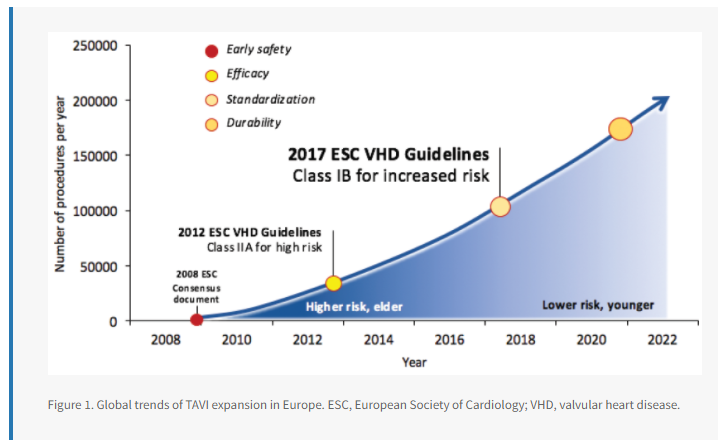 250000
200000
150000
100000
50000
0
Number of procedures per year
Early safety
Efficacy
Standardization
Durability
2017 ESC VHD Guidelines
Class IB for increased risk
2012 ESC VHD Guidelines
Class IIA for high risk
2008 ESC
Consensus
document
Higher risk, elder
Lower risk, younger
2008 2010 2012 2014 2016 2018 2020 2022
Year
Figure 1. Global trends of TAVI expansion in Europe. ESC, European Society of Cardiology; VHD, valvular heart disease.